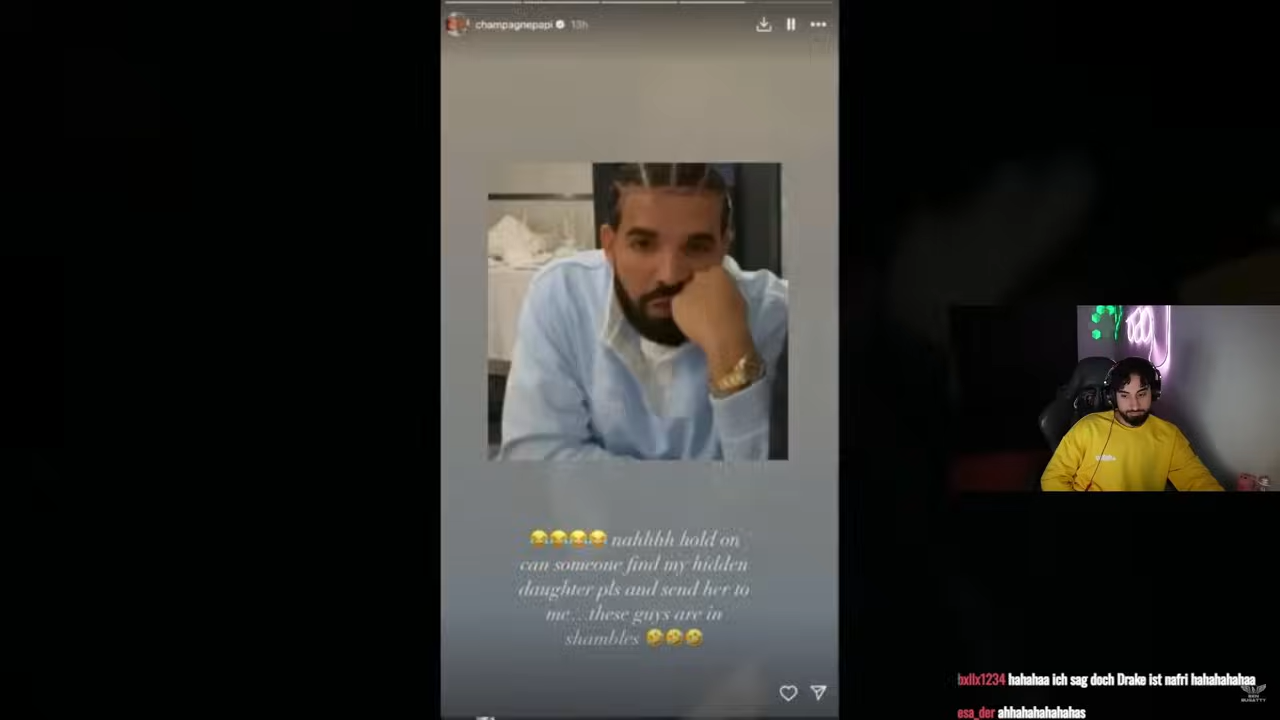 champagnepapi 13h
😂😂😂😂 nahhhh hold on
can someone find my hidden
daughter pls and send her to
me...these guys are in
shambles 🤣🤣🤣
bxllx1234 hahahaa ich sag doch Drake ist nafri hahahahahaa
esa_der ahhahahahahahas